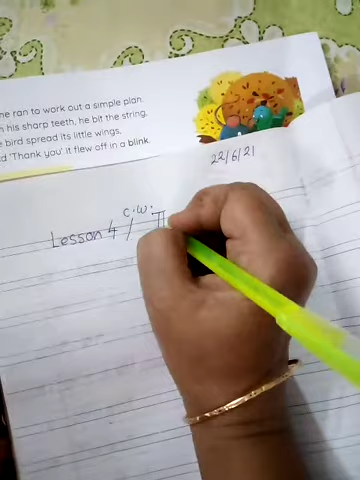 ne ran to work out a simple plan.
his sharp teeth, he bit the string,
bird spread its little wings,
'Thank you' it flew off in a blink.
22/6/21
C.W.
Lesson 4 /